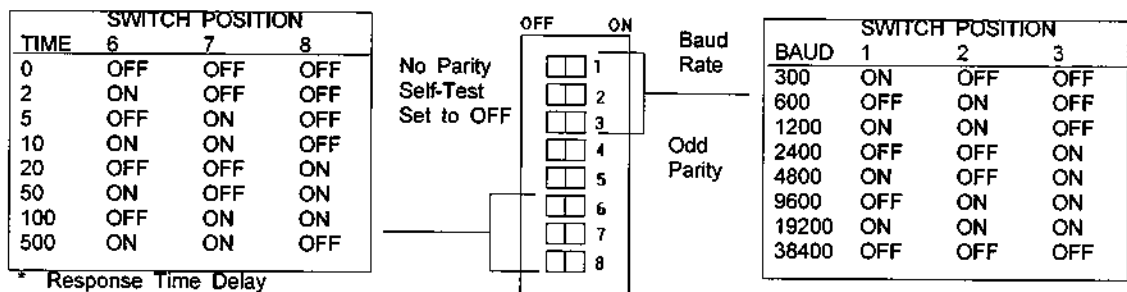 SWITCH POSITION
TIME 6 7 8
0 OFF OFF OFF
2 ON OFF OFF
5 OFF ON OFF
10 ON ON OFF
20 OFF OFF ON
50 ON OFF ON
100 OFF ON ON
500 ON ON OFF
* Response Time Delay
No Parity
Self-Test
Set to OFF
OFF ON
1
2
3
4
5
6
7
8
Baud
Rate
Odd
Parity
SWITCH POSITION
BAUD 1 2 3
300 ON OFF OFF
600 OFF ON OFF
1200 ON ON OFF
2400 OFF OFF ON
4800 ON OFF ON
9600 OFF ON ON
19200 ON ON ON
38400 OFF OFF OFF